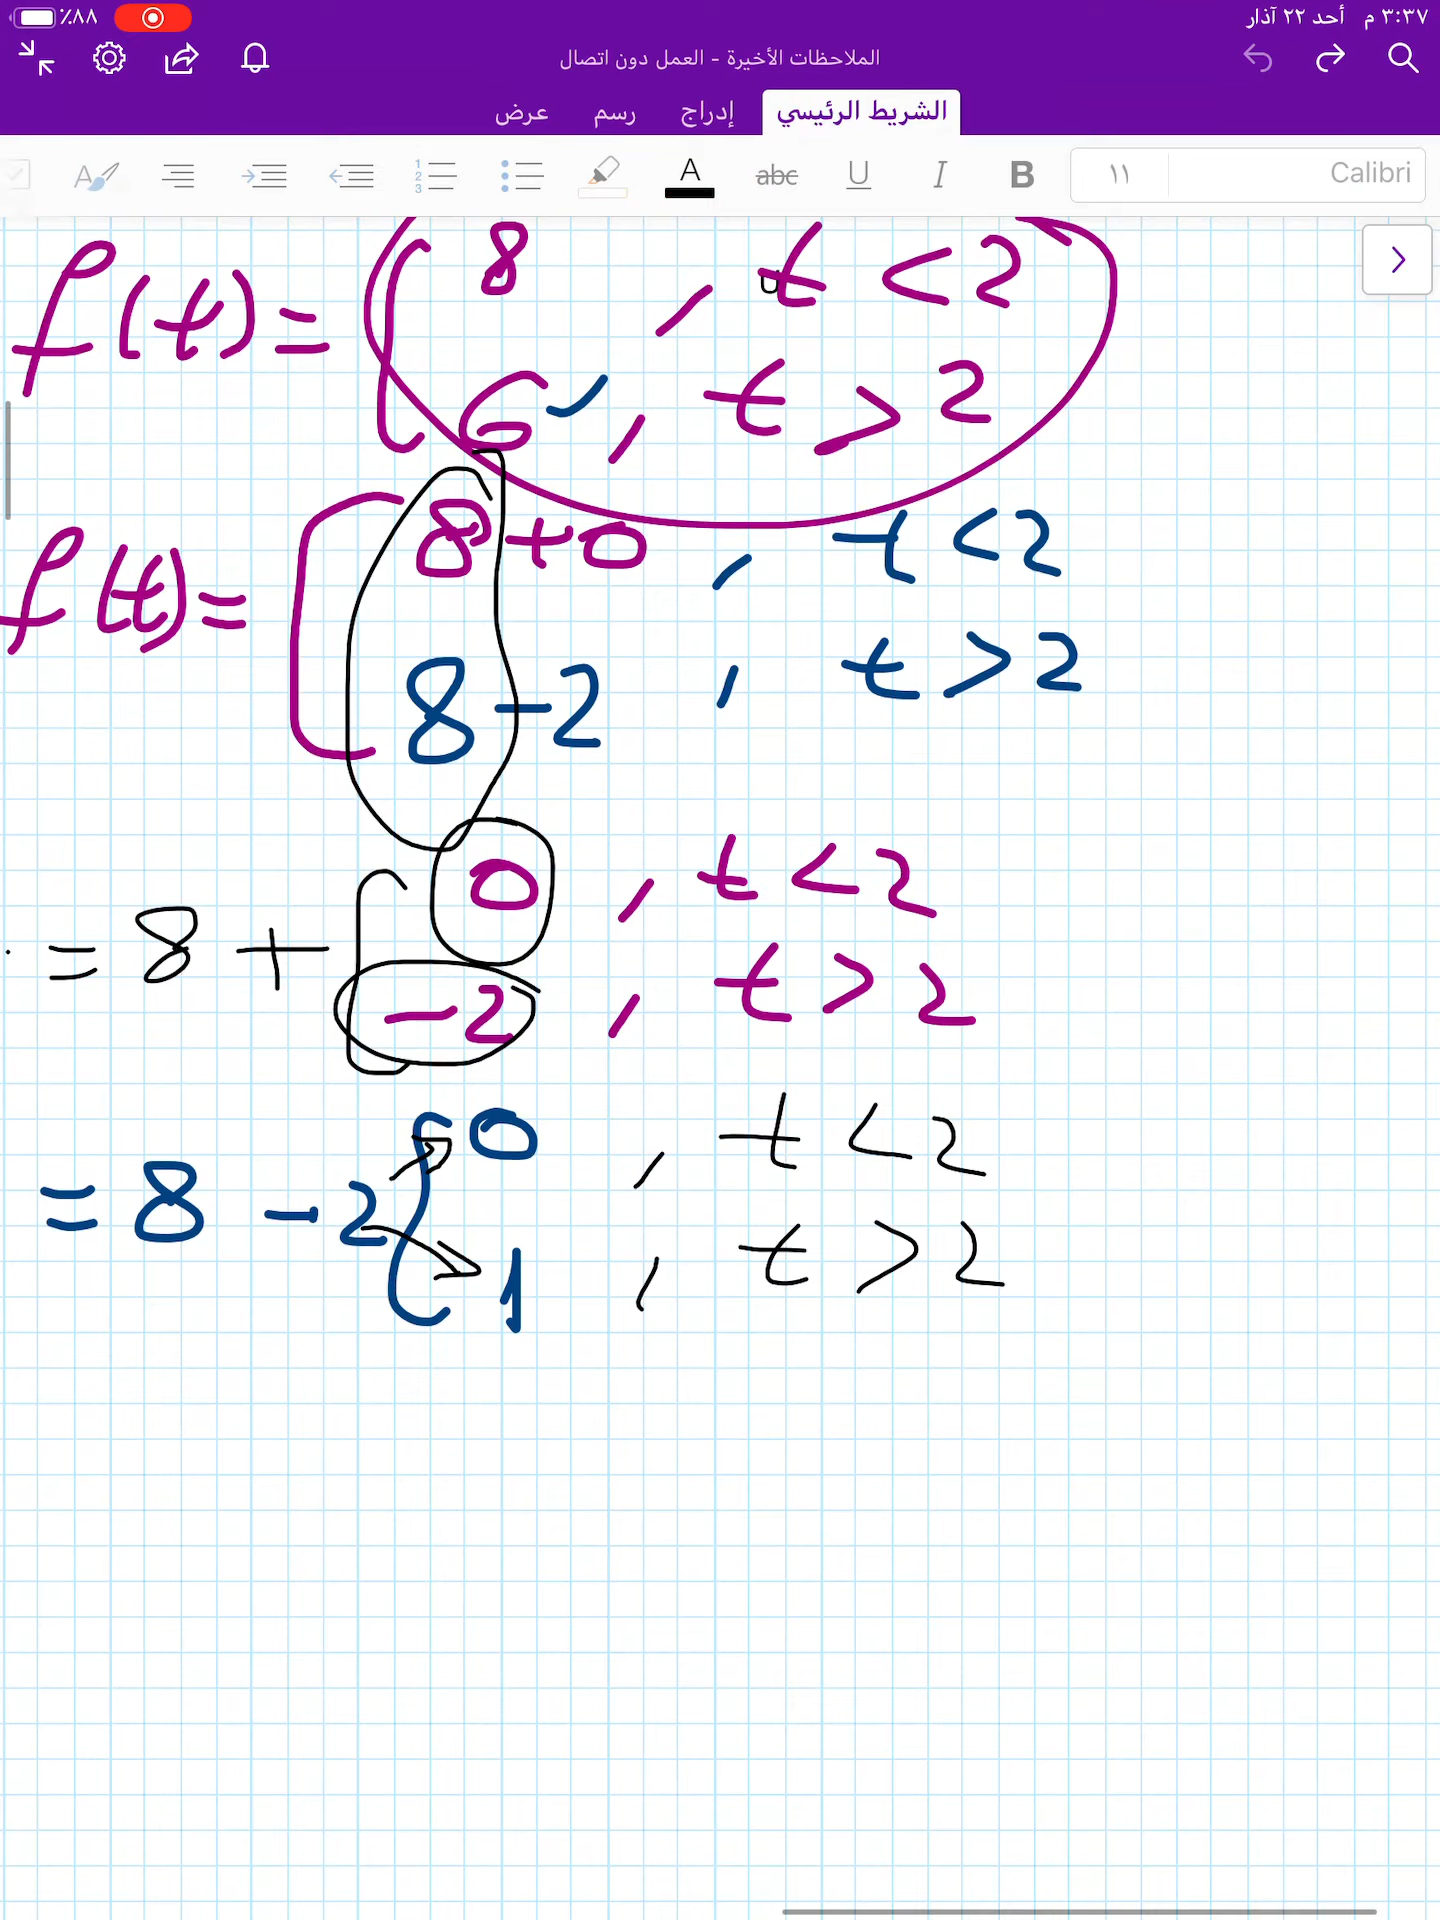 ٪٨٨
٣:٣٧ م أحد ٢٢ آذار
الملاحظات الأخيرة - العمل دون اتصال
الشريط الرئيسي إدراج رسم عرض
Calibri ١١ B I U abc A A
f(t) = { 8 , t < 2
6 , t > 2
f(t) = [ 8 + 0 , t < 2
8 - 2 , t > 2
= 8 + [ 0 , t < 2
- 2 , t > 2
= 8 - 2 { 0 , t < 2
1 , t > 2